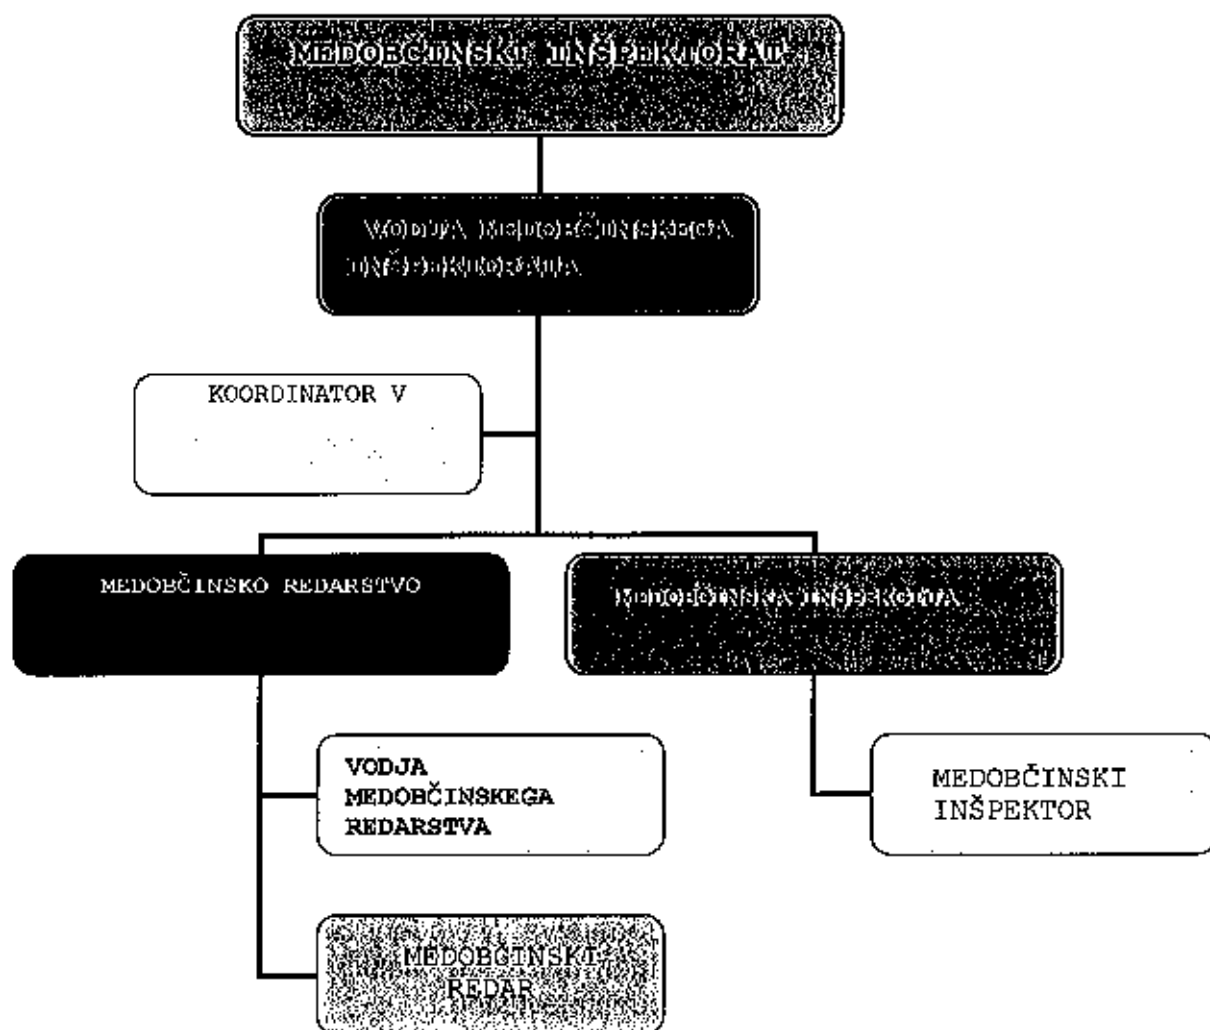 MEDOBČINSKI INŠPEKTORAT
VODJA MEDOBČINSKEGA
INŠPEKTORATA
KOORDINATOR V
MEDOBČINSKO REDARSTVO
MEDOBČINSKA INŠPEKCIJA
VODJA
MEDOBČINSKEGA
REDARSTVA
MEDOBČINSKI
INŠPEKTOR
MEDOBČINSKI
REDAR